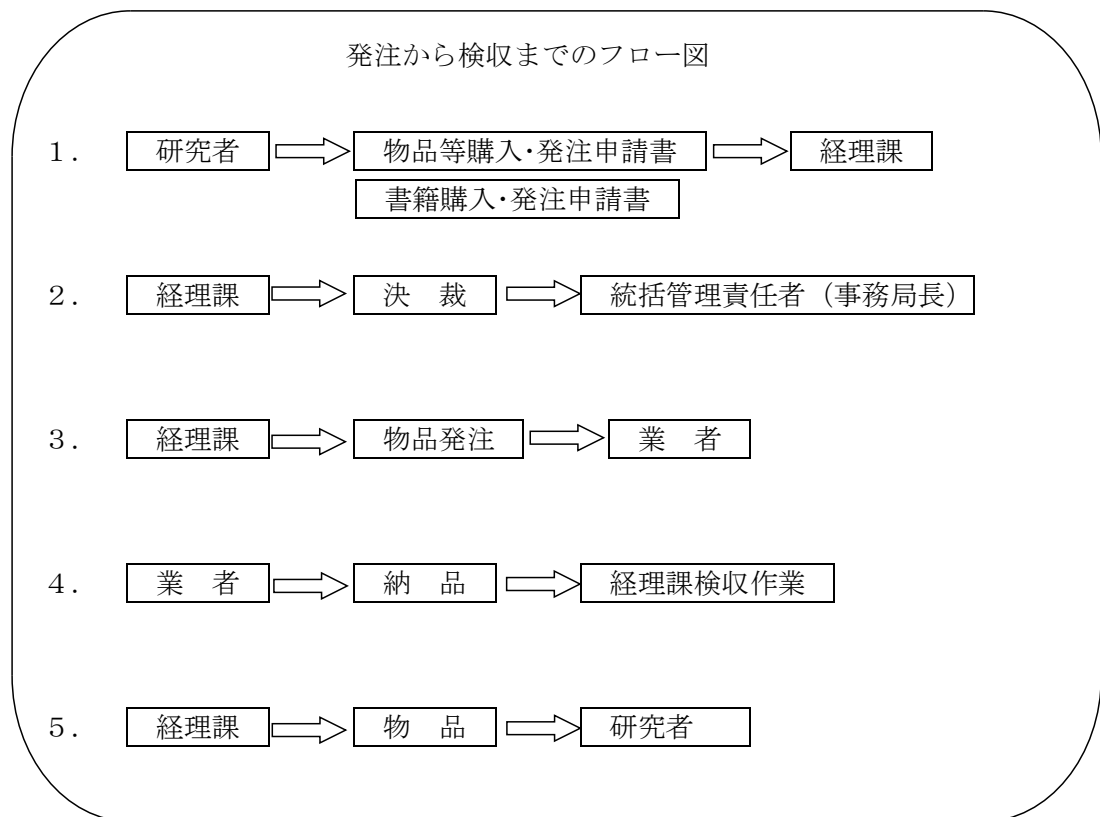 発注から検収までのフロー図
１. 研究者 物品等購入・発注申請書 経理課
書籍購入・発注申請書
２. 経理課 決　裁 統括管理責任者（事務局長）
３. 経理課 物品発注 業　者
４. 業　者 納　品 経理課検収作業
５. 経理課 物　品 研究者